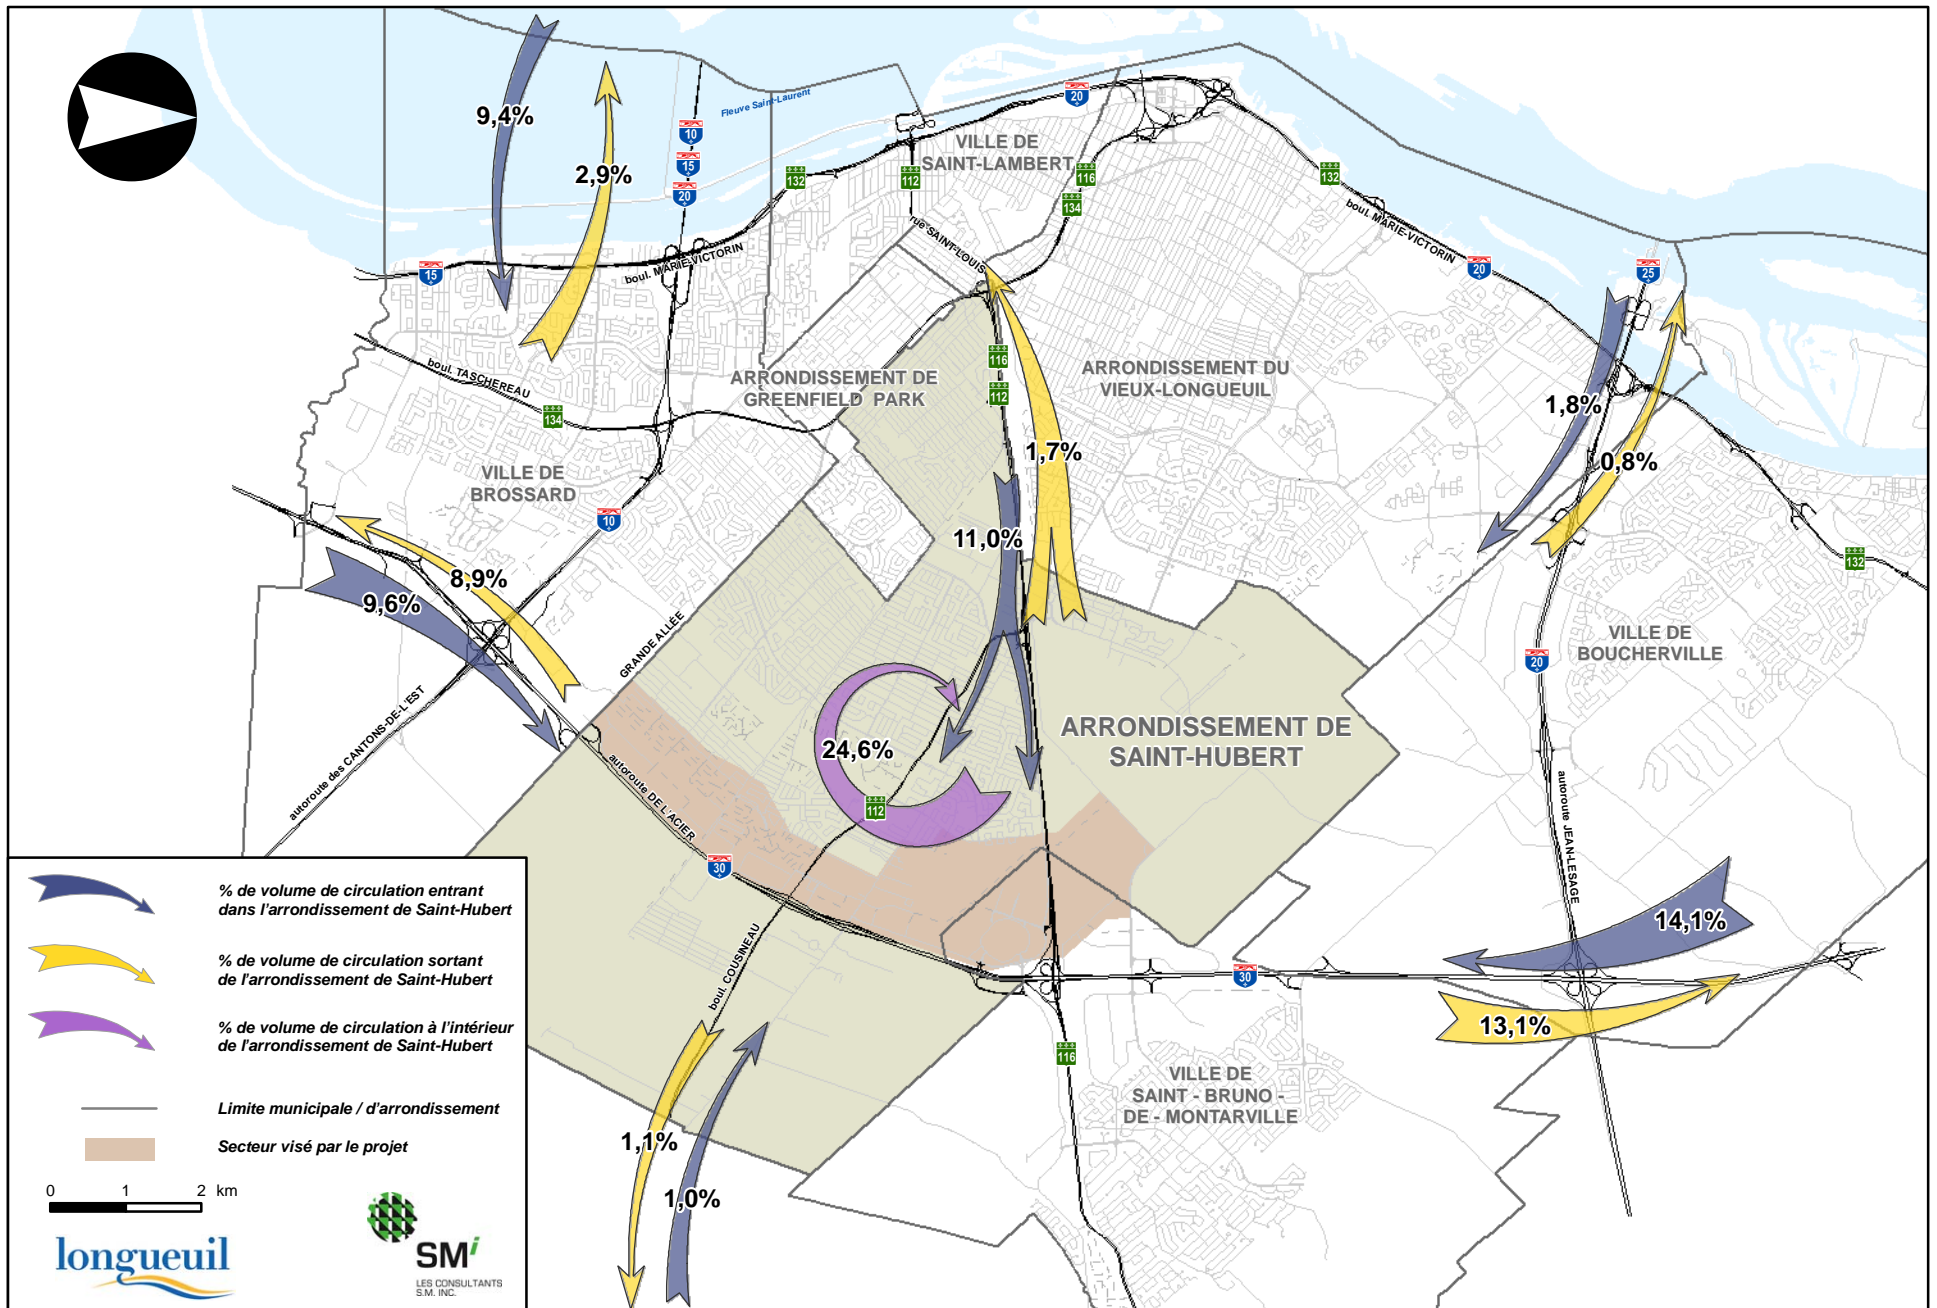 9,4%
2,9%
10
15
20
Fleuve Saint-Laurent
20
132
112
VILLE DE
SAINT-LAMBERT
116
134
132
rue SAINT-LOUIS
boul. MARIE-VICTORIN
20
25
15
boul. MARIE-VICTORIN
boul. TASCHEREAU
134
ARRONDISSEMENT DE
GREENFIELD PARK
116
112
ARRONDISSEMENT DU
VIEUX-LONGUEUIL
1,8%
0,8%
VILLE DE
BROSSARD
10
1,7%
11,0%
132
8,9%
9,6%
GRANDE ALLÉE
VILLE DE
BOUCHERVILLE
20
autoroute des CANTONS-DE-L'EST
autoroute DE L'ACIER
24,6%
112
ARRONDISSEMENT DE
SAINT-HUBERT
autoroute JEAN-LESAGE
30
boul. COUSINEAU
30
14,1%
13,1%
116
VILLE DE
SAINT - BRUNO -
DE - MONTARVILLE
1,1%
1,0%
% de volume de circulation entrant
dans l'arrondissement de Saint-Hubert
% de volume de circulation sortant
de l'arrondissement de Saint-Hubert
% de volume de circulation à l'intérieur
de l'arrondissement de Saint-Hubert
Limite municipale / d'arrondissement
Secteur visé par le projet
0 1 2 km
longueuil
SMi
LES CONSULTANTS
S.M. INC.